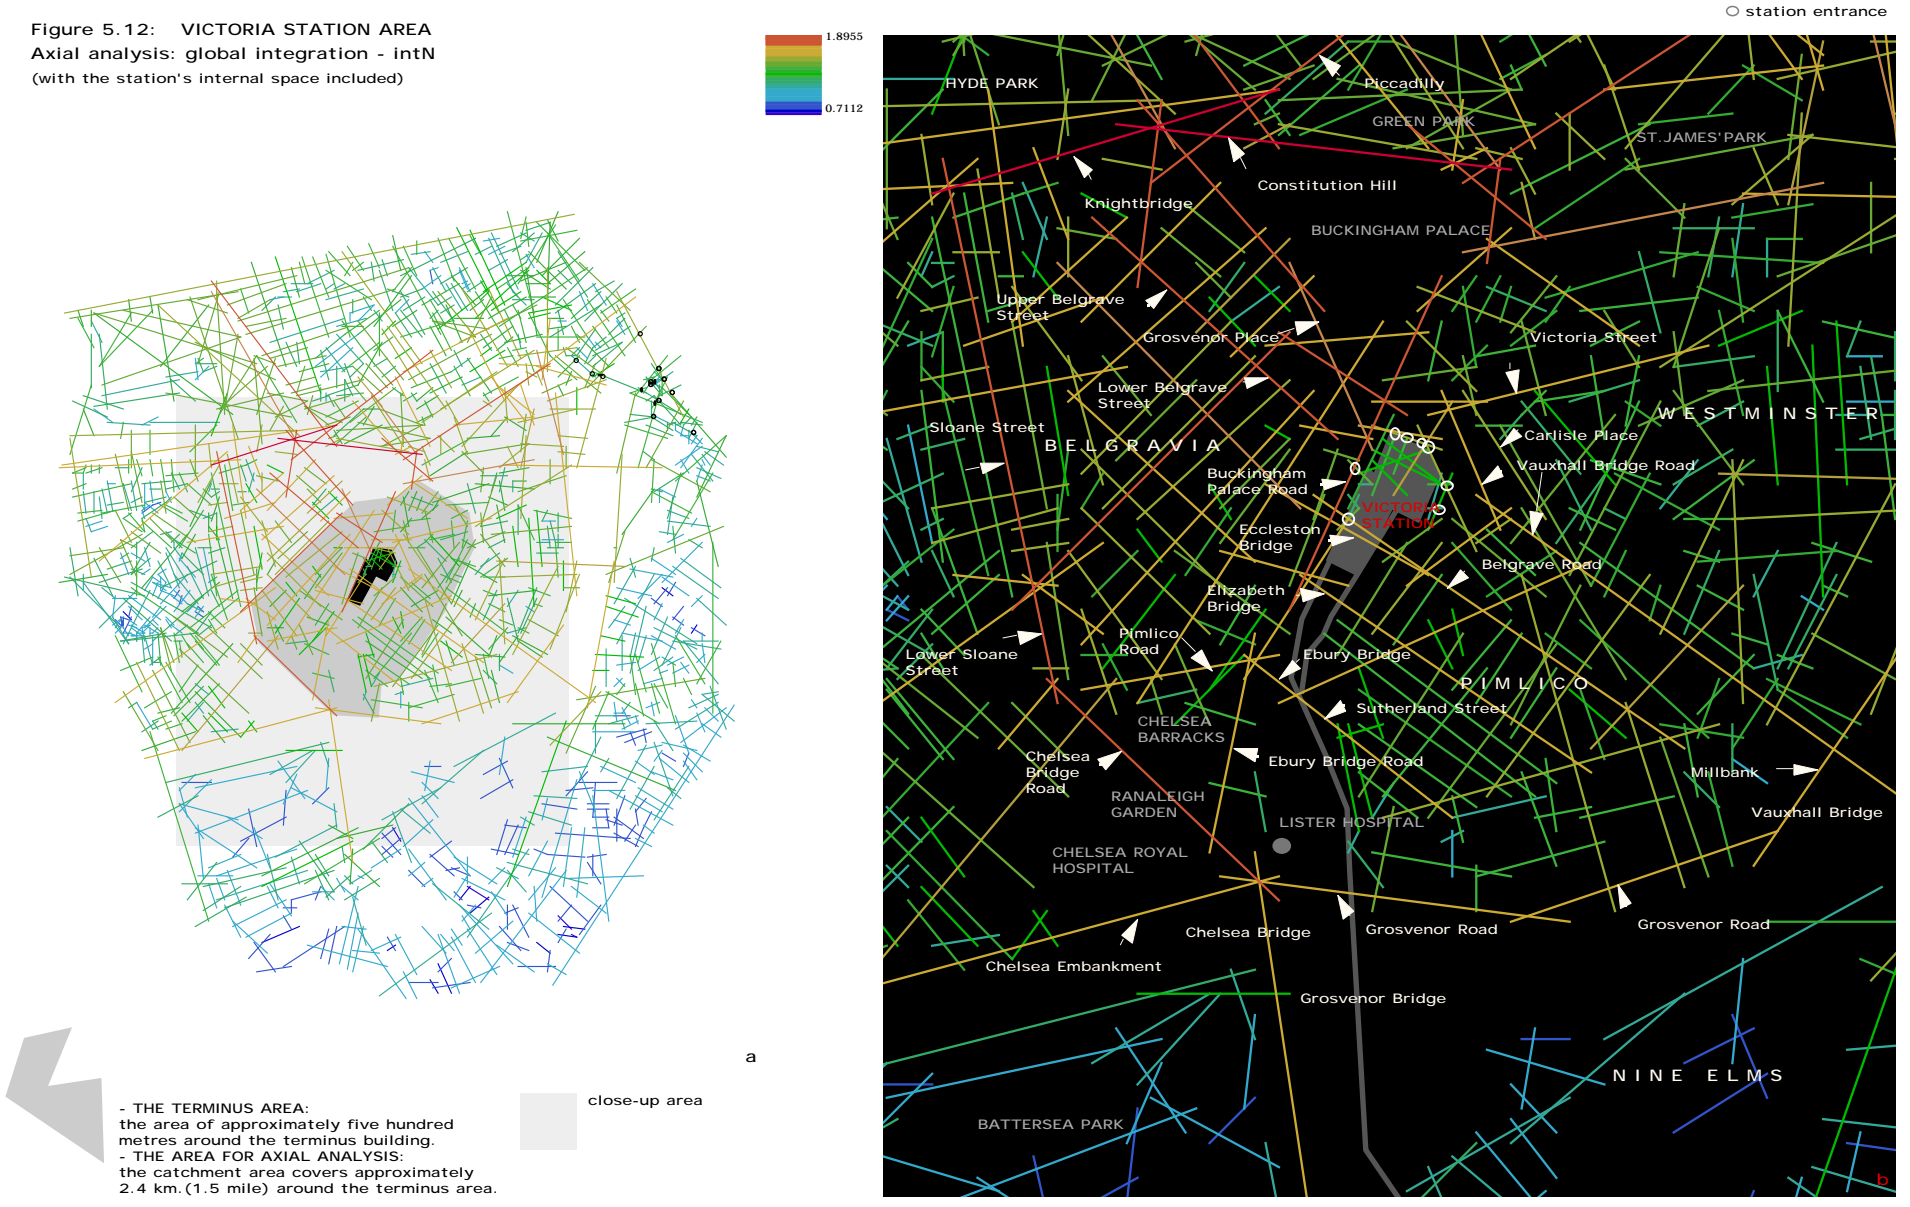 Figure 5.12: VICTORIA STATION AREA
Axial analysis: global integration - intN
(with the station's internal space included)
1.8955
0.7112
a
- THE TERMINUS AREA:
the area of approximately five hundred
metres around the terminus building.
- THE AREA FOR AXIAL ANALYSIS:
the catchment area covers approximately
2.4 km.(1.5 mile) around the terminus area.
close-up area
station entrance
HYDE PARK
Piccadilly
GREEN PARK
ST.JAMES'PARK
Constitution Hill
Knightbridge
BUCKINGHAM PALACE
Upper Belgrave
Street
Grosvenor Place
Victoria Street
Lower Belgrave
Street
WESTMINSTER
Sloane Street
BELGRAVIA
Carlisle Place
Vauxhall Bridge Road
Buckingham
Palace Road
VICTORIA
STATION
Eccleston
Bridge
Belgrave Road
Elizabeth
Bridge
Pimlico
Road
Lower Sloane
Street
Ebury Bridge
PIMLICO
Sutherland Street
CHELSEA
BARRACKS
Chelsea
Bridge
Road
Ebury Bridge Road
Millbank
RANALEIGH
GARDEN
Vauxhall Bridge
LISTER HOSPITAL
CHELSEA ROYAL
HOSPITAL
Chelsea Bridge
Grosvenor Road
Grosvenor Road
Chelsea Embankment
Grosvenor Bridge
NINE ELMS
BATTERSEA PARK
b